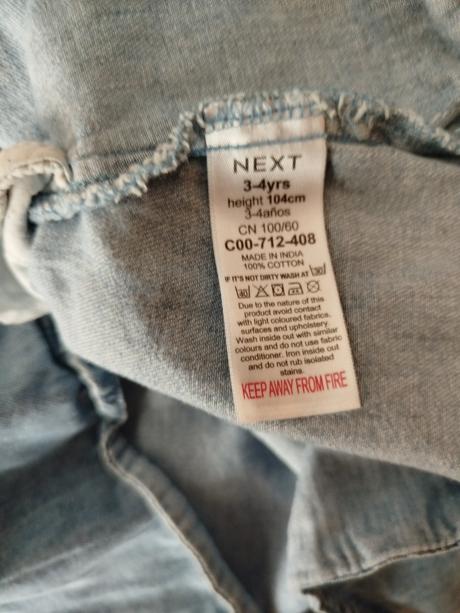 NEXT
3-4yrs
height 104cm
3-4años
CN 100/60
C00-712-408
MADE IN INDIA
100% COTTON
IF IT'S NOT DIRTY WASH AT 30
40
Due to the nature of this
product avoid contact
with light coloured fabrics,
surfaces and upholstery.
Wash inside out with similar
colours and do not use fabric
conditioner. Iron inside out
and do not rub isolated
stains.
KEEP AWAY FROM FIRE